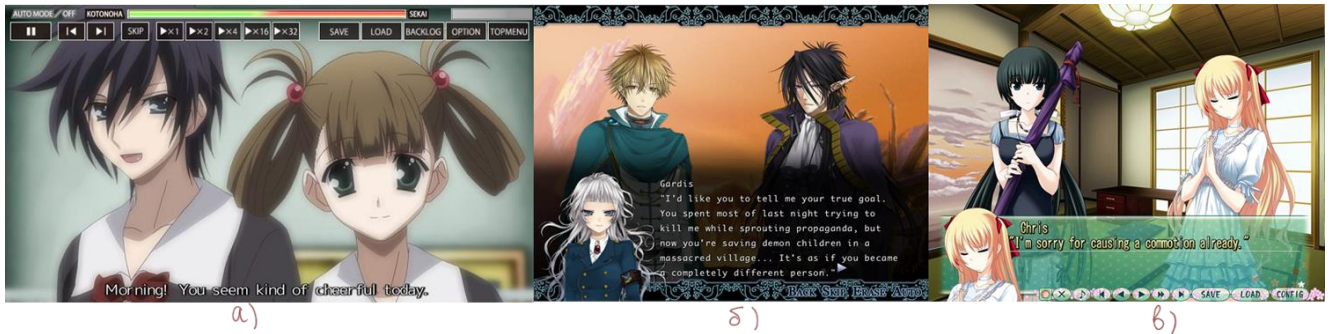 AUTO MODE / OFF KOTONOHA SEKAI
SKIP ▶×1 ▶×2 ▶×4 ▶×16 ▶×32 SAVE LOAD BACKLOG OPTION TOPMENU
Morning! You seem kind of cheerful today.
а)
Gardis
"I'd like you to tell me your true goal.
You spent most of last night trying to
kill me while sprouting propaganda, but
now you're saving demon children in a
massacred village... It's as if you became
a completely different person."
BACK SKIP ERASE AUTO
б)
Chris
"I'm sorry for causing a commotion already."
SAVE LOAD CONFIG
в)